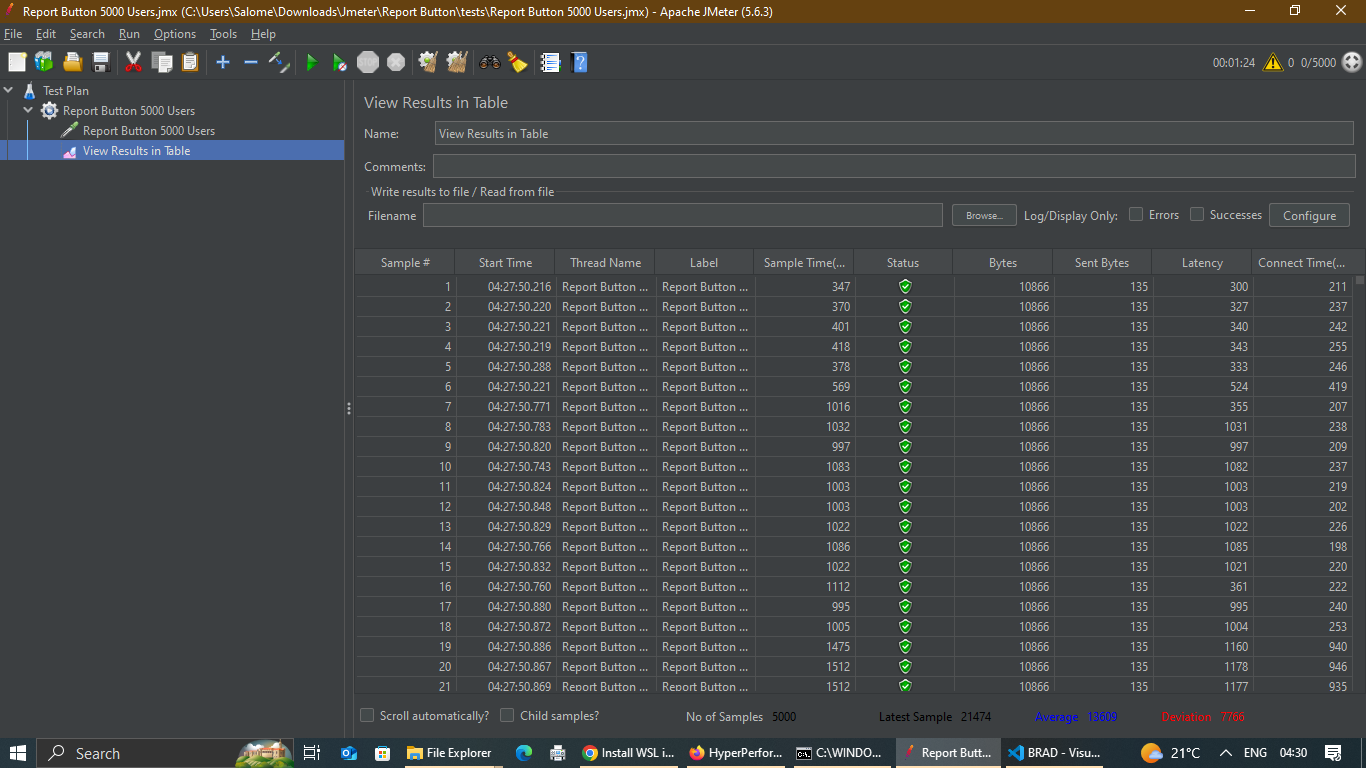 Report Button 5000 Users.jmx (C:\Users\Salome\Downloads\Jmeter\Report Button\tests\Report Button 5000 Users.jmx) - Apache JMeter (5.6.3)
File Edit Search Run Options Tools Help
STOP 00:01:24 0 0/5000
Test Plan
Report Button 5000 Users
Report Button 5000 Users
View Results in Table
View Results in Table
Name: View Results in Table
Comments:
Write results to file / Read from file
Filename Browse... Log/Display Only: Errors Successes Configure
Sample # Start Time Thread Name Label Sample Time(... Status Bytes Sent Bytes Latency Connect Time(...
1 04:27:50.216 Report Button ... Report Button ... 347 10866 135 300 211
2 04:27:50.220 Report Button ... Report Button ... 370 10866 135 327 237
3 04:27:50.221 Report Button ... Report Button ... 401 10866 135 340 242
4 04:27:50.219 Report Button ... Report Button ... 418 10866 135 343 255
5 04:27:50.288 Report Button ... Report Button ... 378 10866 135 333 246
6 04:27:50.221 Report Button ... Report Button ... 569 10866 135 524 419
7 04:27:50.771 Report Button ... Report Button ... 1016 10866 135 355 207
8 04:27:50.783 Report Button ... Report Button ... 1032 10866 135 1031 238
9 04:27:50.820 Report Button ... Report Button ... 997 10866 135 997 209
10 04:27:50.743 Report Button ... Report Button ... 1083 10866 135 1082 237
11 04:27:50.824 Report Button ... Report Button ... 1003 10866 135 1003 219
12 04:27:50.848 Report Button ... Report Button ... 1003 10866 135 1003 202
13 04:27:50.829 Report Button ... Report Button ... 1022 10866 135 1022 226
14 04:27:50.766 Report Button ... Report Button ... 1086 10866 135 1085 198
15 04:27:50.832 Report Button ... Report Button ... 1022 10866 135 1021 220
16 04:27:50.760 Report Button ... Report Button ... 1112 10866 135 361 222
17 04:27:50.880 Report Button ... Report Button ... 995 10866 135 995 240
18 04:27:50.872 Report Button ... Report Button ... 1005 10866 135 1004 253
19 04:27:50.886 Report Button ... Report Button ... 1475 10866 135 1160 940
20 04:27:50.867 Report Button ... Report Button ... 1512 10866 135 1178 946
21 04:27:50.869 Report Button ... Report Button ... 1512 10866 135 1177 935
Scroll automatically? Child samples? No of Samples 5000 Latest Sample 21474 Average 13609 Deviation 7766
Search File Explorer Install WSL i... HyperPerfor... C:\WINDO... Report Butt... BRAD - Visu... 21°C ENG 04:30